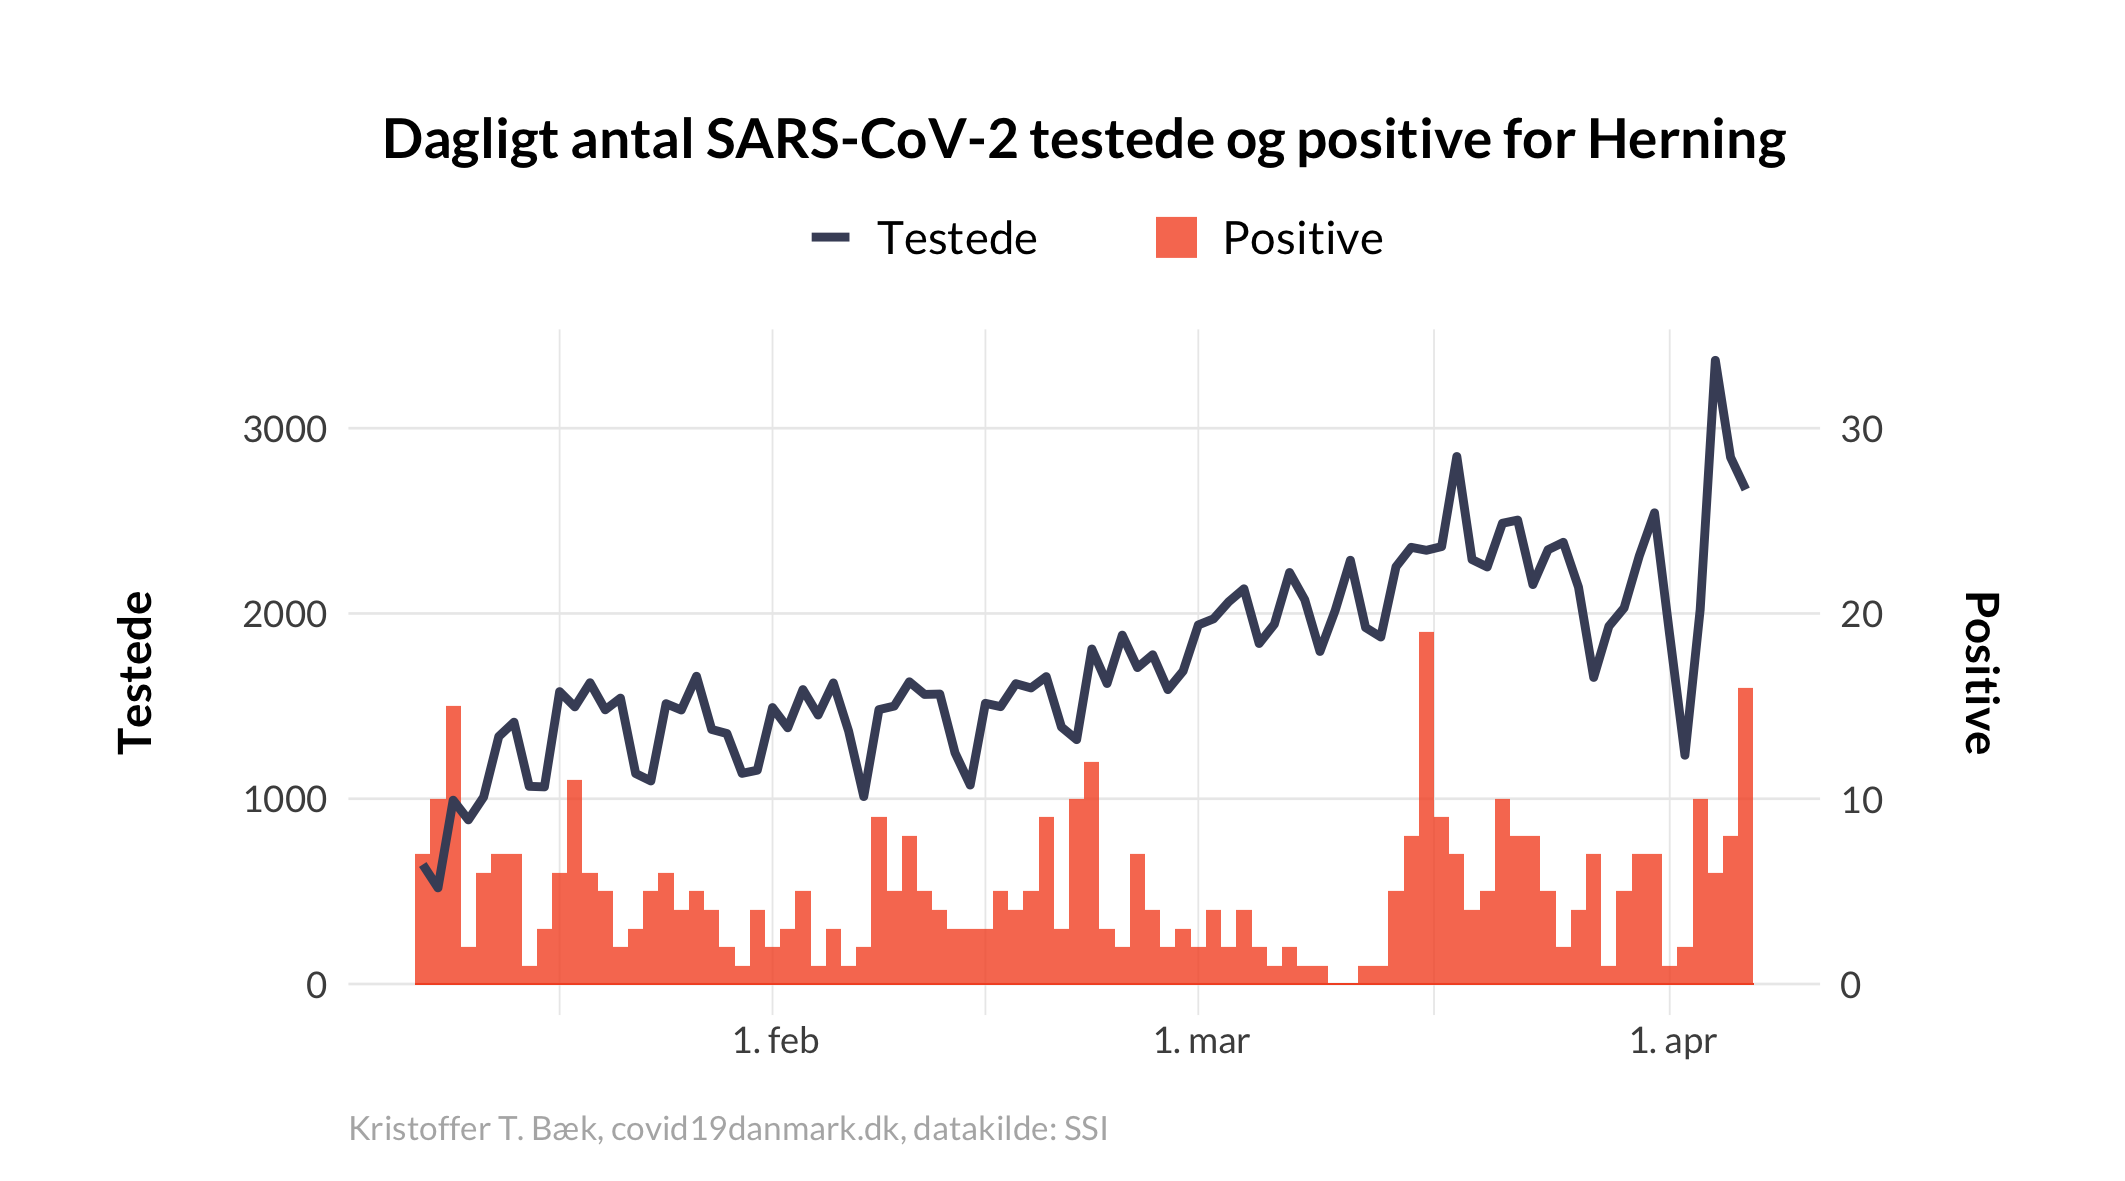 Dagligt antal SARS-CoV-2 testede og positive for Herning
Testede Positive
3000 30
2000 20
1000 10
0 0
Testede
Positive
1. feb 1. mar 1. apr
Kristoffer T. Bæk, covid19danmark.dk, datakilde: SSI